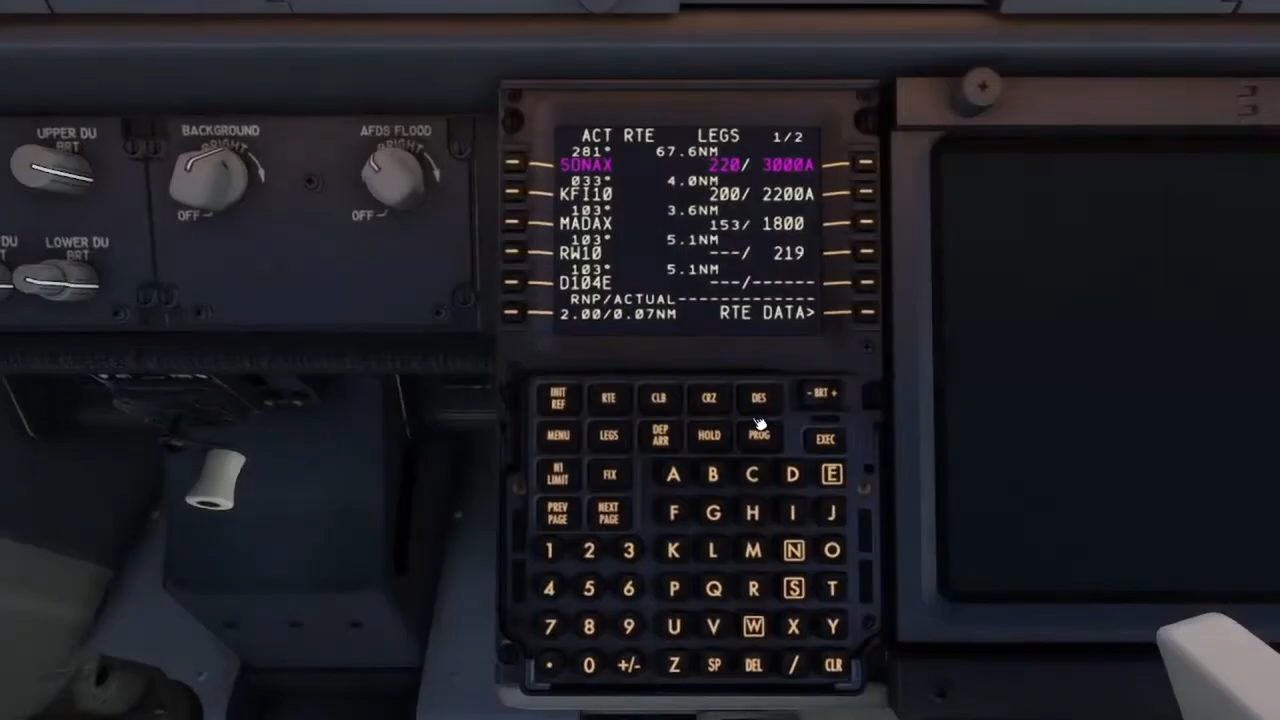 UPPER DU
BRT
BACKGROUND
BRIGHT
OFF
AFDS FLOOD
BRIGHT
OFF
DU
LOWER DU
BRT
ACT RTE LEGS 1/2
281° 67.6NM
SONAX 220/ 3000A
033° 4.0NM
KFI10 200/ 2200A
103° 3.6NM
MADAX 153/ 1800
103° 5.1NM
RW10 ---/ 219
103° 5.1NM
D104E ---/------
RNP/ACTUAL--------------
2.00/0.07NM RTE DATA>
INIT REF RTE CLB CRZ DES - BRT +
MENU LEGS DEP ARR HOLD PROG EXEC
N1 LIMIT FIX A B C D E
PREV PAGE NEXT PAGE F G H I J
1 2 3 K L M N O
4 5 6 P Q R S T
7 8 9 U V W X Y
. 0 +/- Z SP DEL / CLR